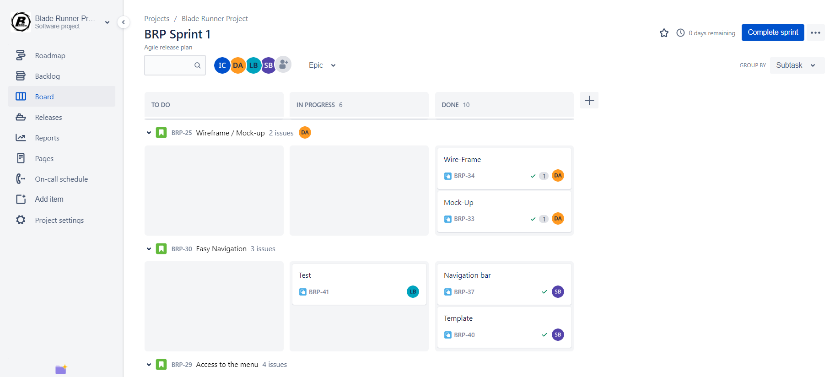 Blade Runner Pr...
Software project
Roadmap
Backlog
Board
Releases
Reports
Pages
On-call schedule
Add item
Project settings
Projects / Blade Runner Project
BRP Sprint 1
Agile release plan
0 days remaining
Complete sprint
IC DA LB SB
Epic
GROUP BY Subtask
TO DO
IN PROGRESS 6
DONE 10
BRP-25 Wireframe / Mock-up 2 issues DA
Wire-Frame
BRP-34 1 DA
Mock-Up
BRP-33 1 DA
BRP-30 Easy Navigation 3 issues
Test
BRP-41 LB
Navigation bar
BRP-37 SB
Template
BRP-40 SB
BRP-29 Access to the menu 4 issues